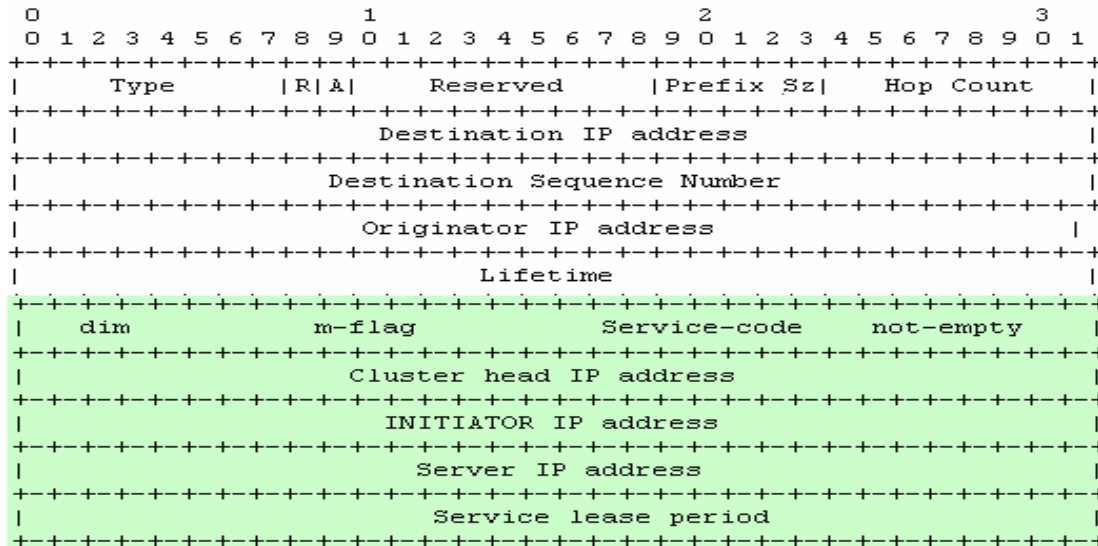 0 1 2 3
0 1 2 3 4 5 6 7 8 9 0 1 2 3 4 5 6 7 8 9 0 1 2 3 4 5 6 7 8 9 0 1
+-+-+-+-+-+-+-+-+-+-+-+-+-+-+-+-+-+-+-+-+-+-+-+-+-+-+-+-+-+-+-+-+
| Type |R|A| Reserved |Prefix Sz| Hop Count |
+-+-+-+-+-+-+-+-+-+-+-+-+-+-+-+-+-+-+-+-+-+-+-+-+-+-+-+-+-+-+-+-+
| Destination IP address |
+-+-+-+-+-+-+-+-+-+-+-+-+-+-+-+-+-+-+-+-+-+-+-+-+-+-+-+-+-+-+-+-+
| Destination Sequence Number |
+-+-+-+-+-+-+-+-+-+-+-+-+-+-+-+-+-+-+-+-+-+-+-+-+-+-+-+-+-+-+-+-+
| Originator IP address |
+-+-+-+-+-+-+-+-+-+-+-+-+-+-+-+-+-+-+-+-+-+-+-+-+-+-+-+-+-+-+-+-+
| Lifetime |
+-+-+-+-+-+-+-+-+-+-+-+-+-+-+-+-+-+-+-+-+-+-+-+-+-+-+-+-+-+-+-+-+
| dim m-flag Service-code not-empty |
+-+-+-+-+-+-+-+-+-+-+-+-+-+-+-+-+-+-+-+-+-+-+-+-+-+-+-+-+-+-+-+-+
| Cluster head IP address |
+-+-+-+-+-+-+-+-+-+-+-+-+-+-+-+-+-+-+-+-+-+-+-+-+-+-+-+-+-+-+-+-+
| INITIATOR IP address |
+-+-+-+-+-+-+-+-+-+-+-+-+-+-+-+-+-+-+-+-+-+-+-+-+-+-+-+-+-+-+-+-+
| Server IP address |
+-+-+-+-+-+-+-+-+-+-+-+-+-+-+-+-+-+-+-+-+-+-+-+-+-+-+-+-+-+-+-+-+
| Service lease period |
+-+-+-+-+-+-+-+-+-+-+-+-+-+-+-+-+-+-+-+-+-+-+-+-+-+-+-+-+-+-+-+-+